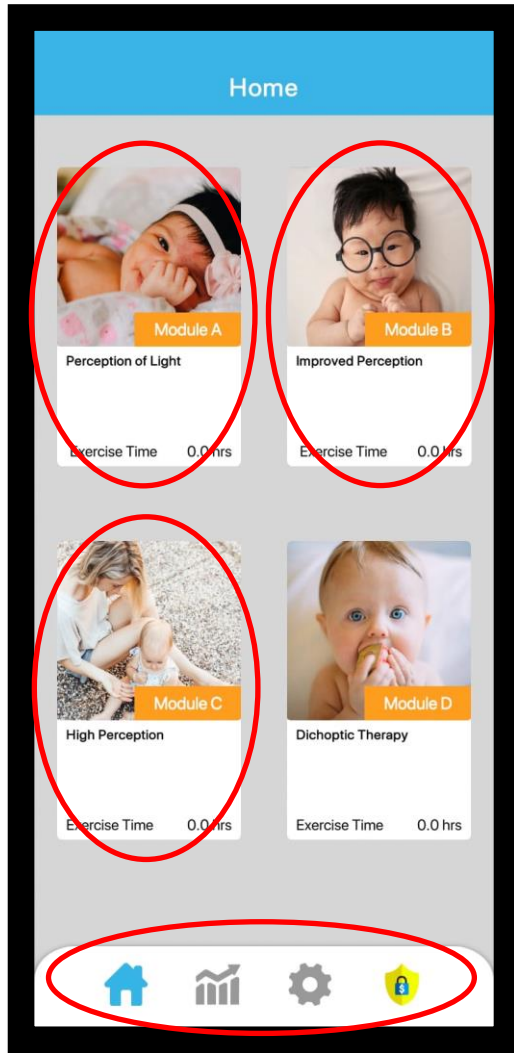 Home
Module A
Perception of Light
Exercise Time 0.0 hrs
Module B
Improved Perception
Exercise Time 0.0 hrs
Module C
High Perception
Exercise Time 0.0 hrs
Module D
Dichoptic Therapy
Exercise Time 0.0 hrs
$